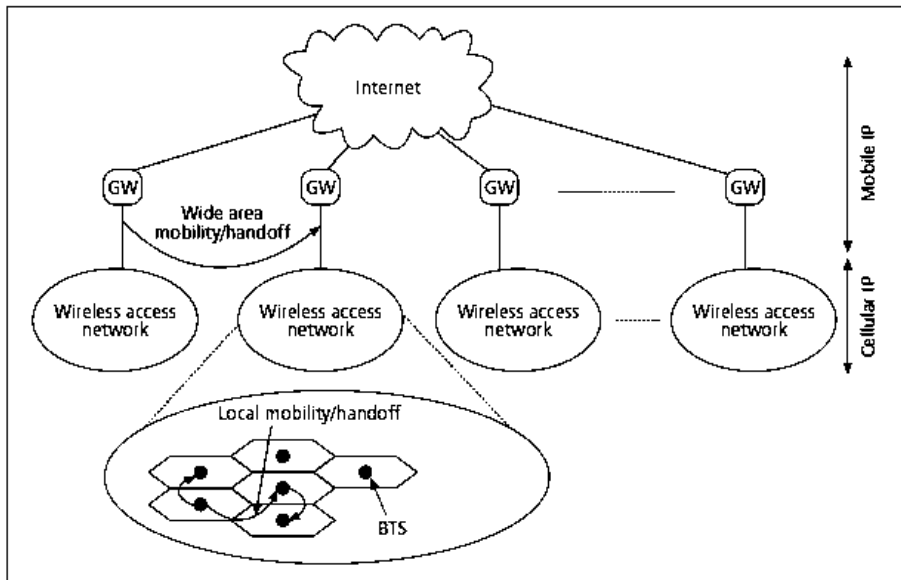 Internet
Mobile IP
GW
GW
GW
GW
Wide area
mobility/handoff
Wireless access
network
Wireless access
network
Wireless access
network
Wireless access
network
Cellular IP
Local mobility/handoff
BTS